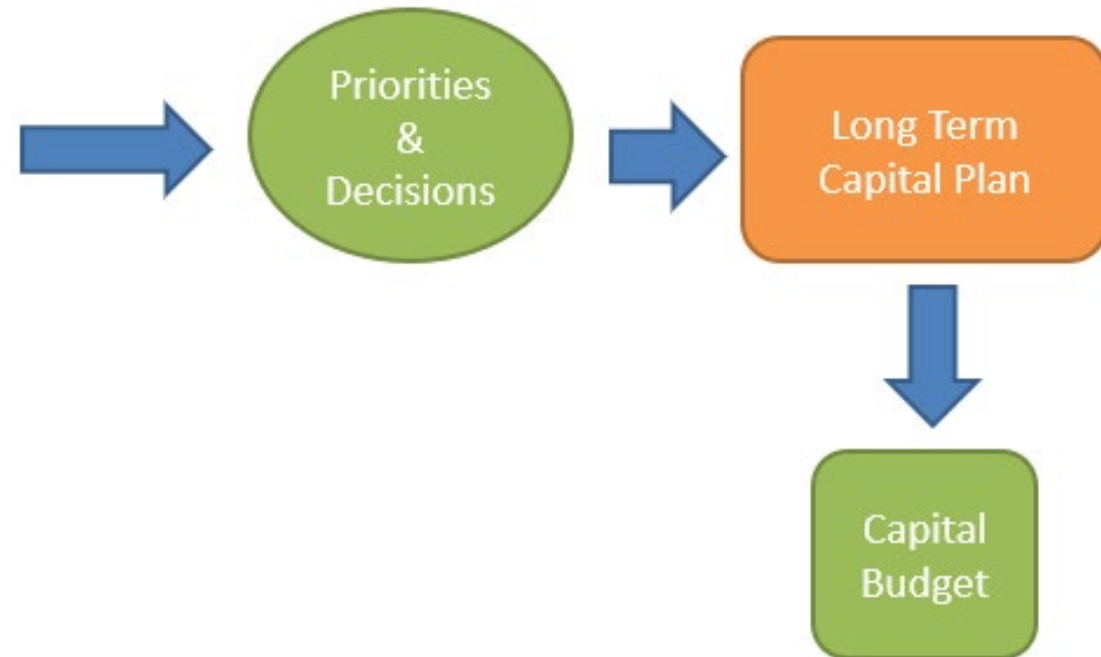 Priorities
&
Decisions
Long Term
Capital Plan
Capital
Budget